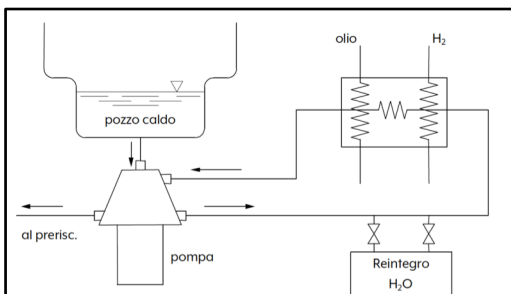 olio
H2
pozzo caldo
al prerisc.
pompa
Reintegro
H2O